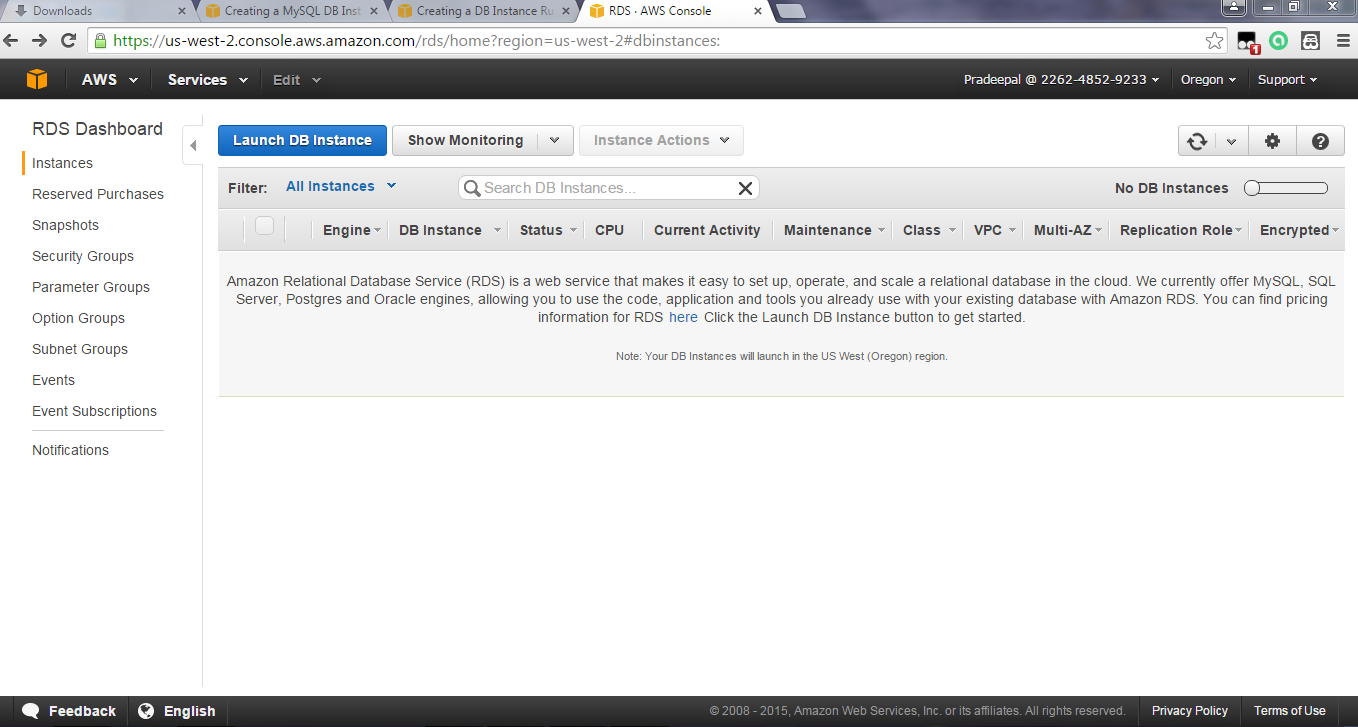 Downloads
Creating a MySQL DB Inst
Creating a DB Instance Ru
RDS · AWS Console
https://us-west-2.console.aws.amazon.com/rds/home?region=us-west-2#dbinstances:
1
AWS Services Edit Pradeepal @ 2262-4852-9233 Oregon Support
RDS Dashboard
Instances
Reserved Purchases
Snapshots
Security Groups
Parameter Groups
Option Groups
Subnet Groups
Events
Event Subscriptions
Notifications
Launch DB Instance Show Monitoring Instance Actions
Filter: All Instances Search DB Instances... No DB Instances
Engine DB Instance Status CPU Current Activity Maintenance Class VPC Multi-AZ Replication Role Encrypted
Amazon Relational Database Service (RDS) is a web service that makes it easy to set up, operate, and scale a relational database in the cloud. We currently offer MySQL, SQL
Server, Postgres and Oracle engines, allowing you to use the code, application and tools you already use with your existing database with Amazon RDS. You can find pricing
information for RDS here Click the Launch DB Instance button to get started.
Note: Your DB Instances will launch in the US West (Oregon) region.
Feedback English © 2008 - 2015, Amazon Web Services, Inc. or its affiliates. All rights reserved. Privacy Policy Terms of Use